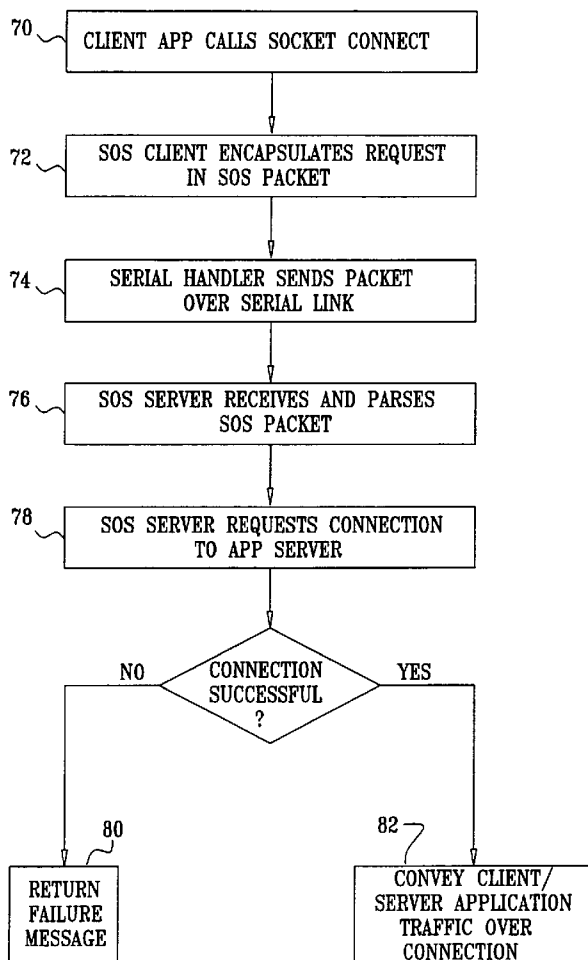 70
CLIENT APP CALLS SOCKET CONNECT
72
SOS CLIENT ENCAPSULATES REQUEST
IN SOS PACKET
74
SERIAL HANDLER SENDS PACKET
OVER SERIAL LINK
76
SOS SERVER RECEIVES AND PARSES
SOS PACKET
78
SOS SERVER REQUESTS CONNECTION
TO APP SERVER
NO
CONNECTION
SUCCESSFUL
?
YES
80
RETURN
FAILURE
MESSAGE
82
CONVEY CLIENT/
SERVER APPLICATION
TRAFFIC OVER
CONNECTION